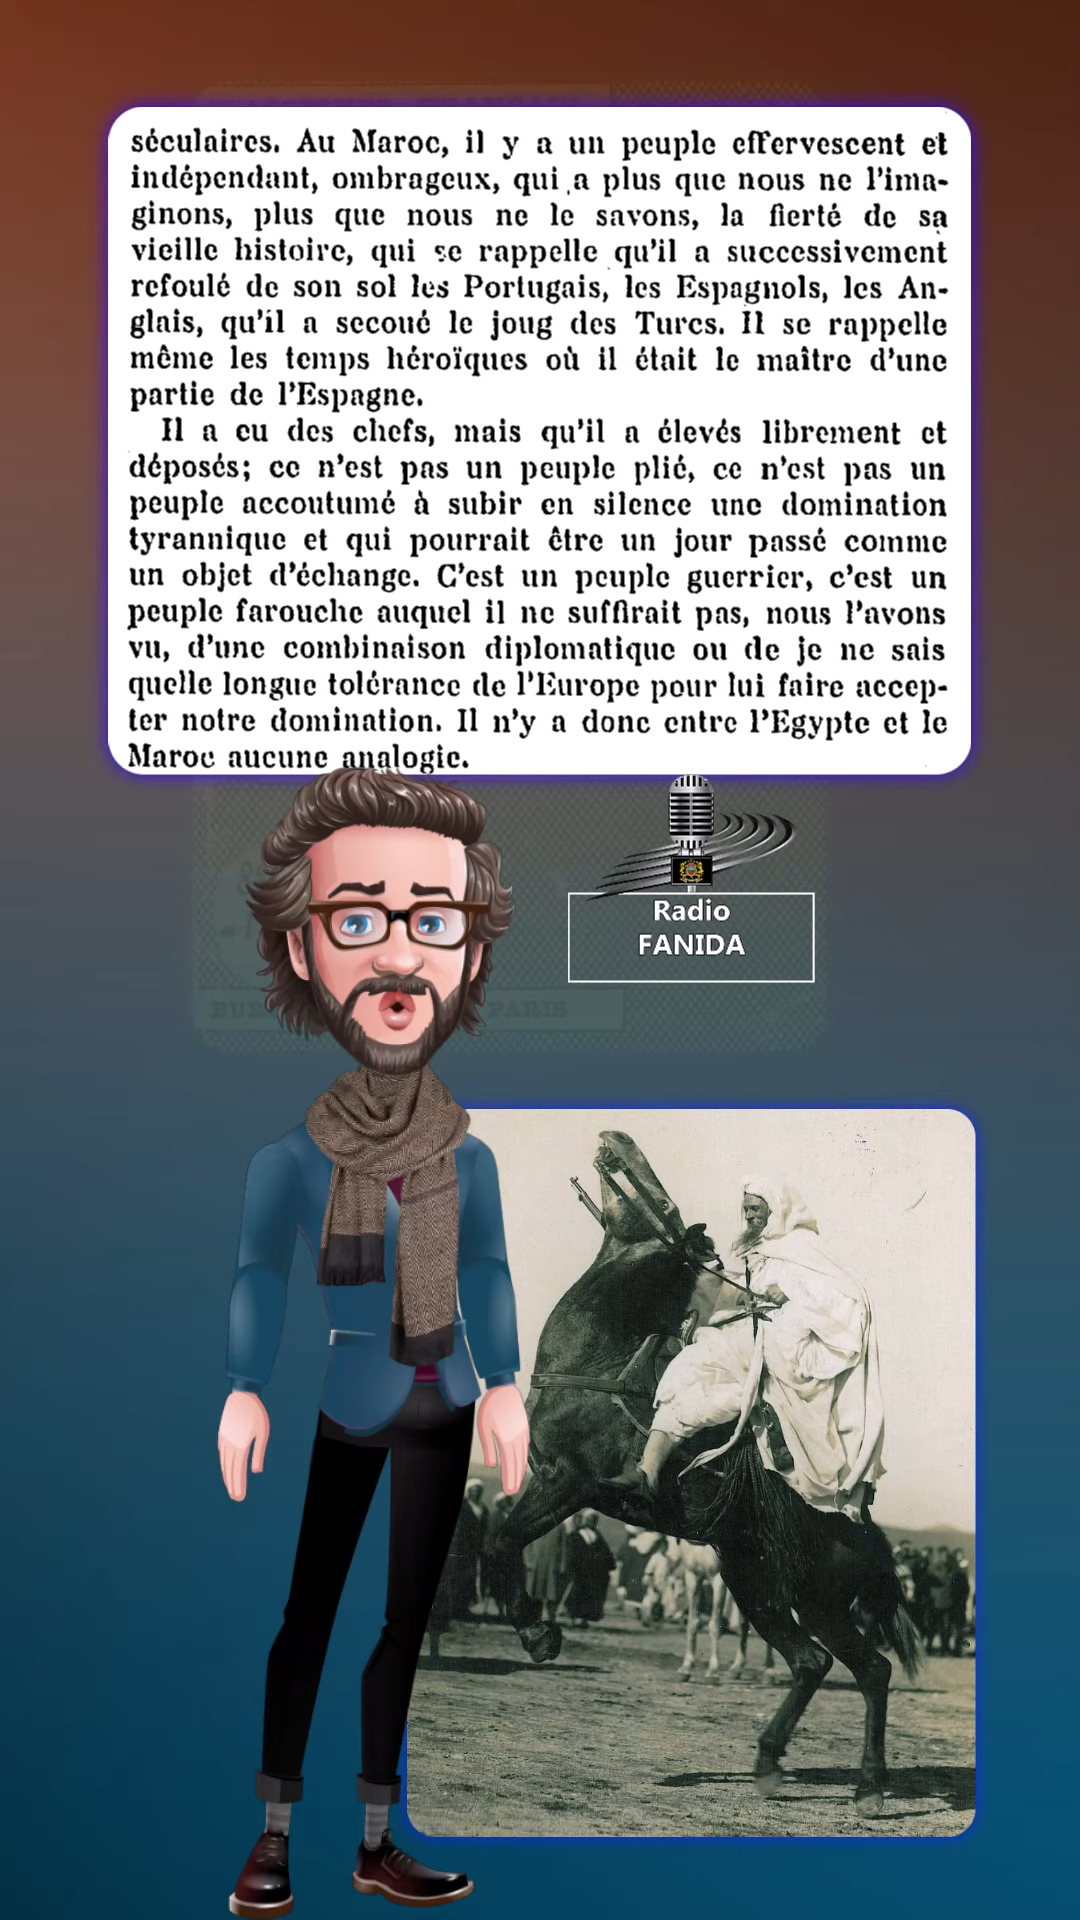 séculaires. Au Maroc, il y a un peuple effervescent et
indépendant, ombrageux, qui a plus que nous ne l'ima-
ginons, plus que nous ne le savons, la fierté de sa
vieille histoire, qui se rappelle qu'il a successivement
refoulé de son sol les Portugais, les Espagnols, les An-
glais, qu'il a secoué le joug des Turcs. Il se rappelle
même les temps héroïques où il était le maître d'une
partie de l'Espagne.
Il a eu des chefs, mais qu'il a élevés librement et
déposés; ce n'est pas un peuple plié, ce n'est pas un
peuple accoutumé à subir en silence une domination
tyrannique et qui pourrait être un jour passé comme
un objet d'échange. C'est un peuple guerrier, c'est un
peuple farouche auquel il ne suffirait pas, nous l'avons
vu, d'une combinaison diplomatique ou de je ne sais
quelle longue tolérance de l'Europe pour lui faire accep-
ter notre domination. Il n'y a donc entre l'Egypte et le
Maroc aucune analogie.
Radio
FANIDA
PARIS